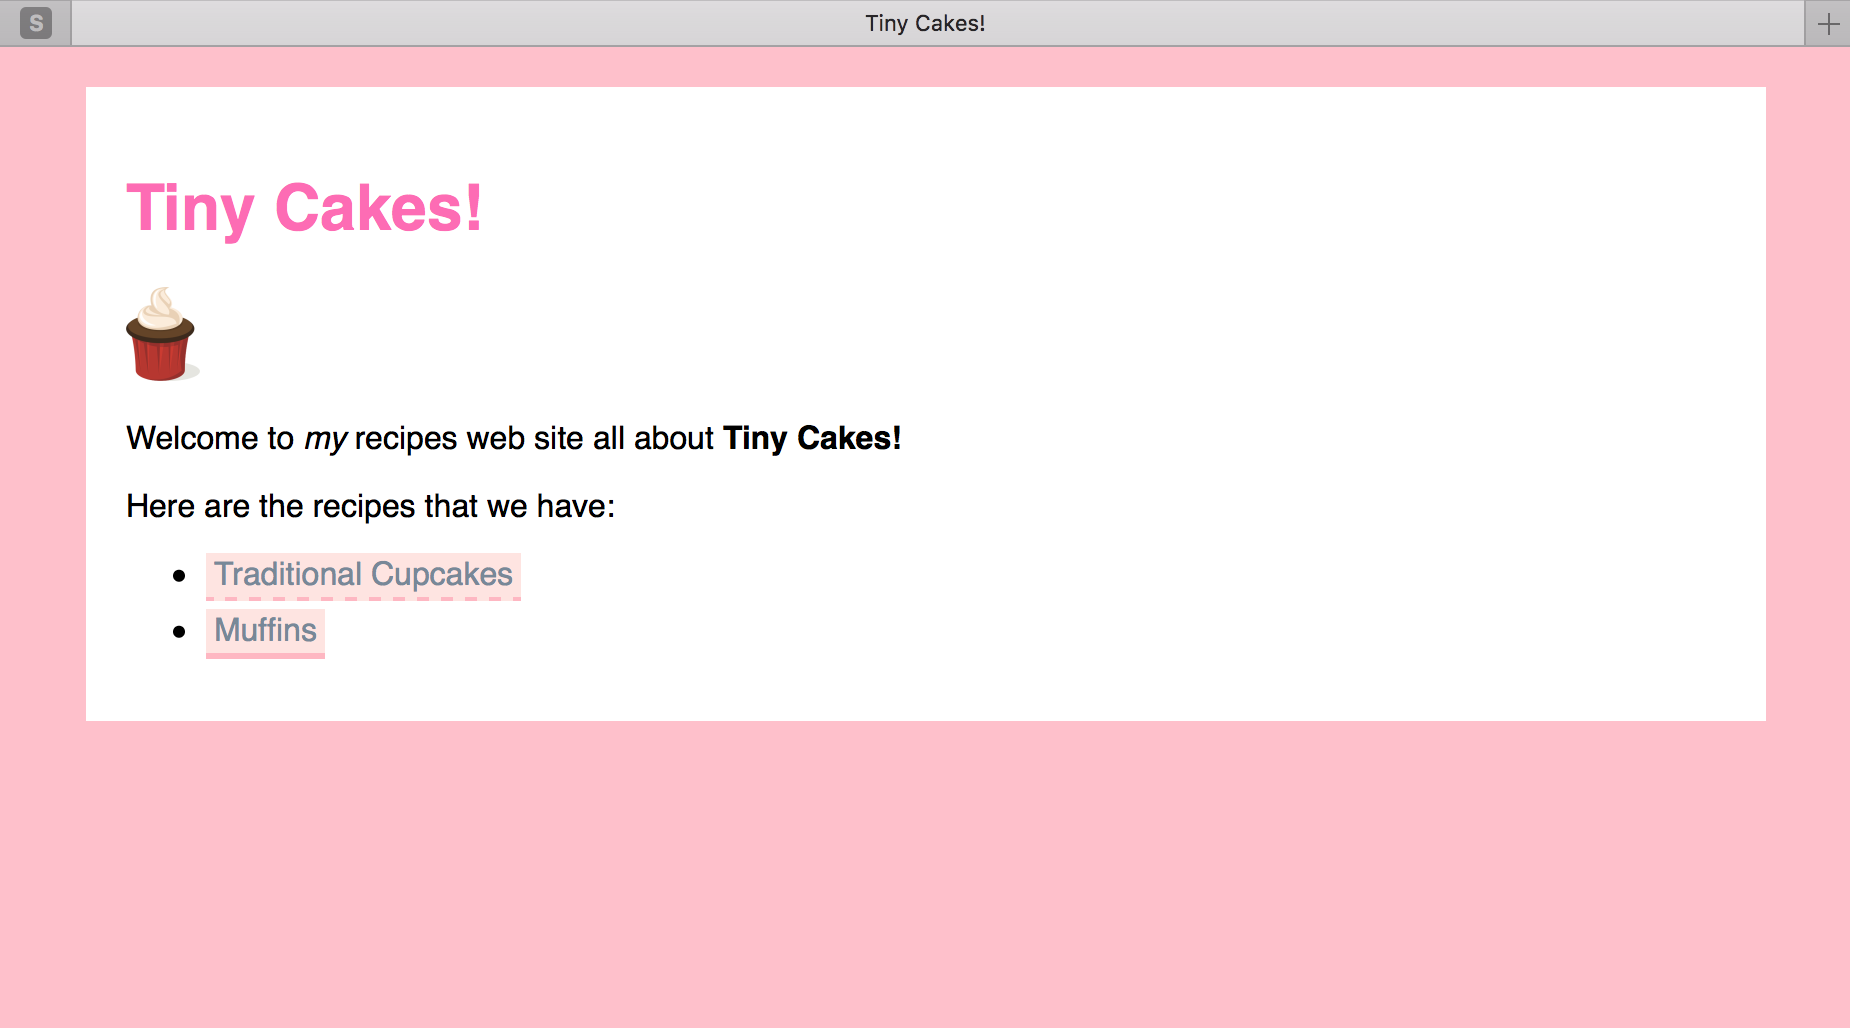 S
Tiny Cakes!
Tiny Cakes!
Welcome to my recipes web site all about Tiny Cakes!
Here are the recipes that we have:
Traditional Cupcakes
Muffins